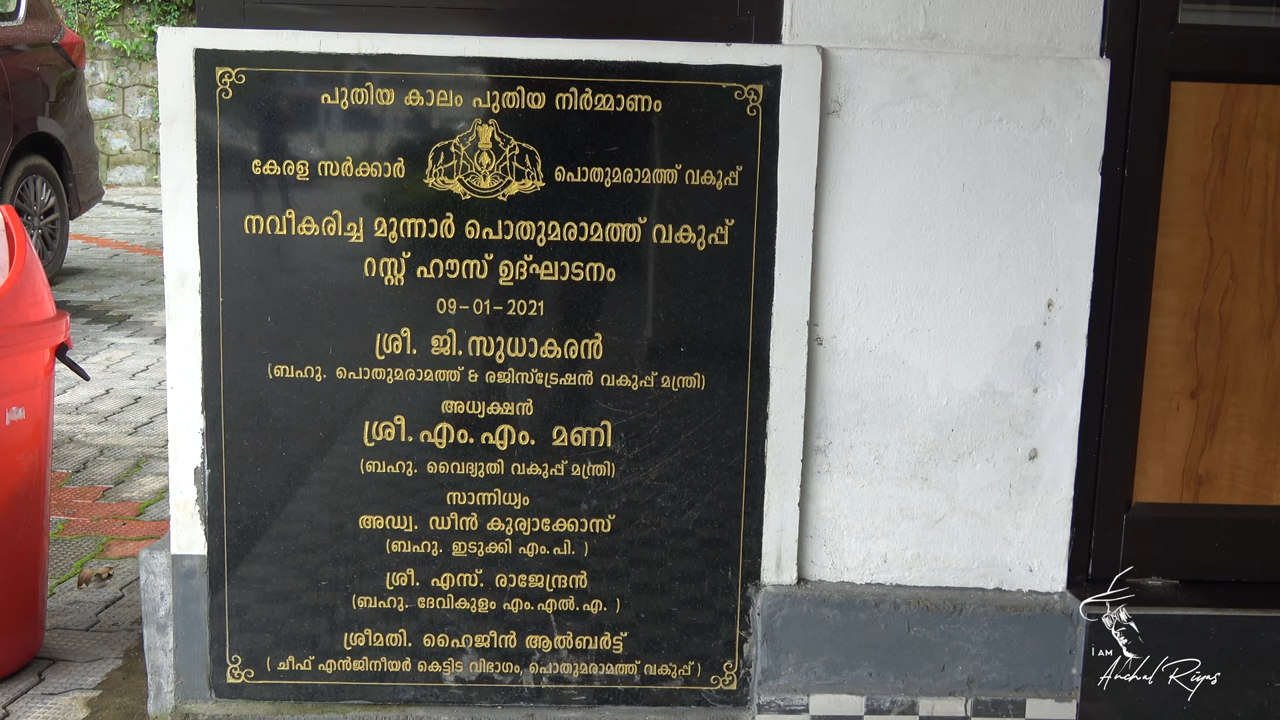 പുതിയ കാലം പുതിയ നിർമ്മാണം
കേരള സർക്കാർ പൊതുമരാമത്ത് വകുപ്പ്
നവീകരിച്ച മൂന്നാർ പൊതുമരാമത്ത് വകുപ്പ്
റസ്റ്റ് ഹൗസ് ഉദ്ഘാടനം
09-01-2021
ശ്രീ. ജി. സുധാകരൻ
(ബഹു. പൊതുമരാമത്ത് & രജിസ്ട്രേഷൻ വകുപ്പ് മന്ത്രി)
അധ്യക്ഷൻ
ശ്രീ. എം. എം. മണി
(ബഹു. വൈദ്യുതി വകുപ്പ് മന്ത്രി)
സാന്നിധ്യം
അഡ്വ. ഡീൻ കുര്യാക്കോസ്
(ബഹു. ഇടുക്കി എം. പി. )
ശ്രീ. എസ്. രാജേന്ദ്രൻ
(ബഹു. ദേവികുളം എം. എൽ. എ. )
ശ്രീമതി. ഹൈജീൻ ആൽബർട്ട്
( ചീഫ് എൻജിനീയർ കെട്ടിട വിഭാഗം, പൊതുമരാമത്ത് വകുപ്പ് )
i AM
Anchal Riyas